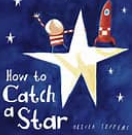 How to
Catch
a Star
OLIVER JEFFERS